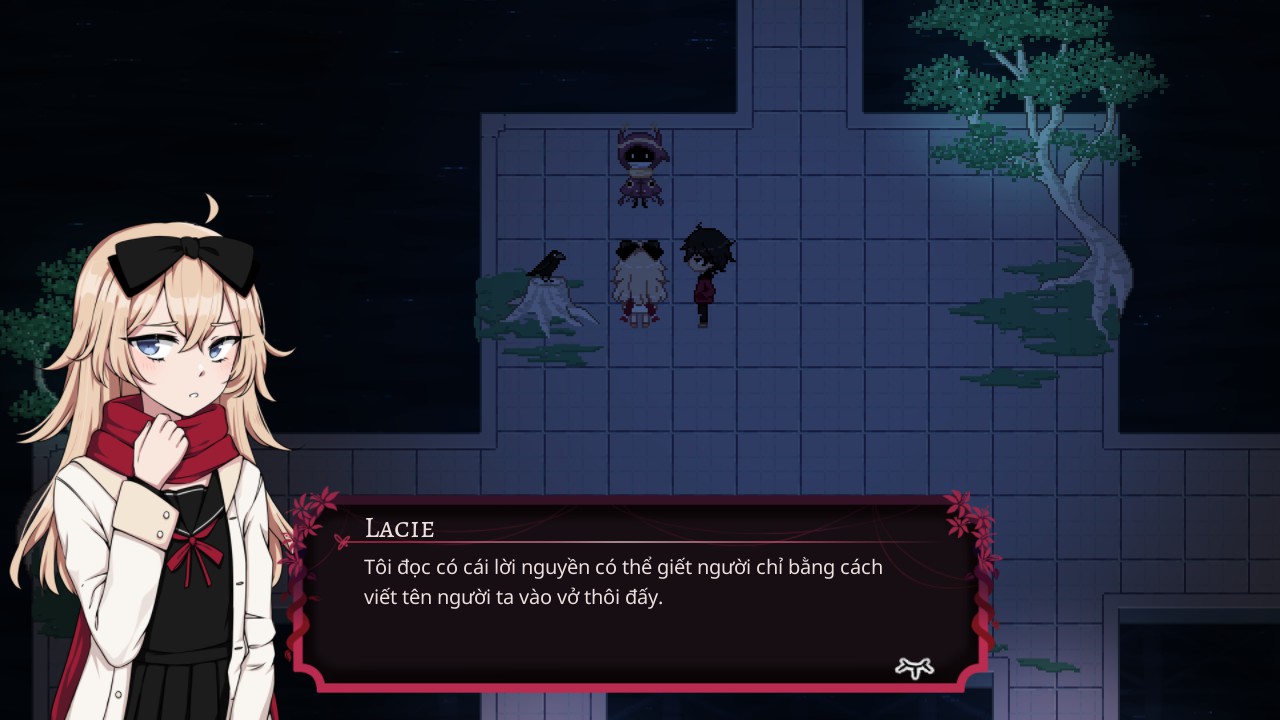 Lacie
Tôi đọc có cái lời nguyền có thể giết người chỉ bằng cách
viết tên người ta vào vở thôi đấy.